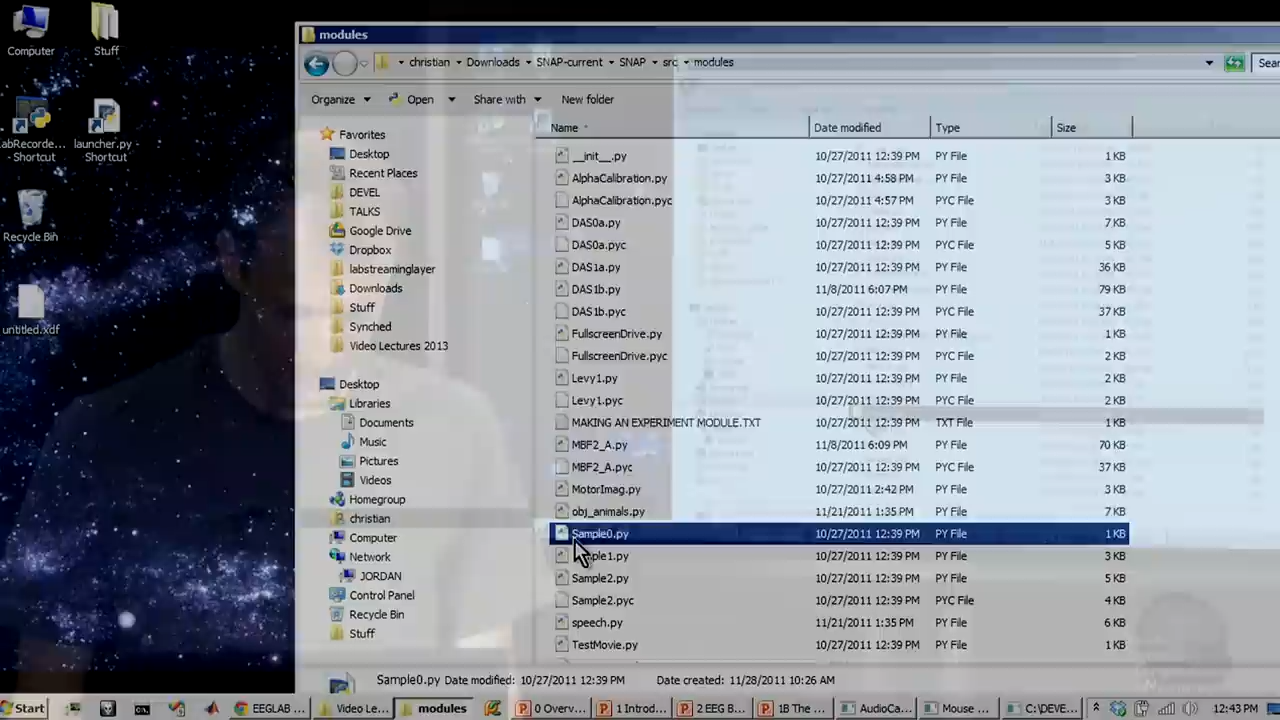 modules
christian Downloads SNAP-current SNAP src modules Sear
Organize Open Share with New folder
Computer
Stuff
abRecorde... - Shortcut
launcher.py - Shortcut
Recycle Bin
untitled.xdf
Favorites
Desktop
Recent Places
DEVEL
TALKS
Google Drive
Dropbox
labstreaminglayer
Downloads
Stuff
Synched
Video Lectures 2013
Desktop
Libraries
Documents
Music
Pictures
Videos
Homegroup
christian
Computer
Network
JORDAN
Control Panel
Recycle Bin
Stuff
Name Date modified Type Size
__init__.py 10/27/2011 12:39 PM PY File 1 KB
AlphaCalibration.py 10/27/2011 4:58 PM PY File 3 KB
AlphaCalibration.pyc 10/27/2011 4:57 PM PYC File 3 KB
DAS0a.py 10/27/2011 12:39 PM PY File 7 KB
DAS0a.pyc 10/27/2011 12:39 PM PYC File 5 KB
DAS1a.py 10/27/2011 12:39 PM PY File 36 KB
DAS1b.py 11/8/2011 6:07 PM PY File 79 KB
DAS1b.pyc 10/27/2011 12:39 PM PYC File 37 KB
FullscreenDrive.py 10/27/2011 12:39 PM PY File 1 KB
FullscreenDrive.pyc 10/27/2011 12:39 PM PYC File 2 KB
Levy1.py 10/27/2011 12:39 PM PY File 2 KB
Levy1.pyc 10/27/2011 12:39 PM PYC File 2 KB
MAKING AN EXPERIMENT MODULE.TXT 10/27/2011 12:39 PM TXT File 1 KB
MBF2_A.py 11/8/2011 6:09 PM PY File 70 KB
MBF2_A.pyc 10/27/2011 12:39 PM PYC File 37 KB
MotorImag.py 10/27/2011 2:42 PM PY File 3 KB
obj_animals.py 11/21/2011 1:35 PM PY File 7 KB
Sample0.py 10/27/2011 12:39 PM PY File 1 KB
ple1.py 10/27/2011 12:39 PM PY File 3 KB
Sample2.py 10/27/2011 12:39 PM PY File 5 KB
Sample2.pyc 10/27/2011 12:39 PM PYC File 4 KB
speech.py 11/21/2011 1:35 PM PY File 6 KB
TestMovie.py 10/27/2011 12:39 PM PY File 1 KB
Sample0.py Date modified: 10/27/2011 12:39 PM Date created: 11/28/2011 10:26 AM
Start EEGLAB Video Le... modules 0 Overv... 1 Introd... 2 EEG B... 1B The ... AudioCa... Mouse ... C:\DEVE... 12:43 PM